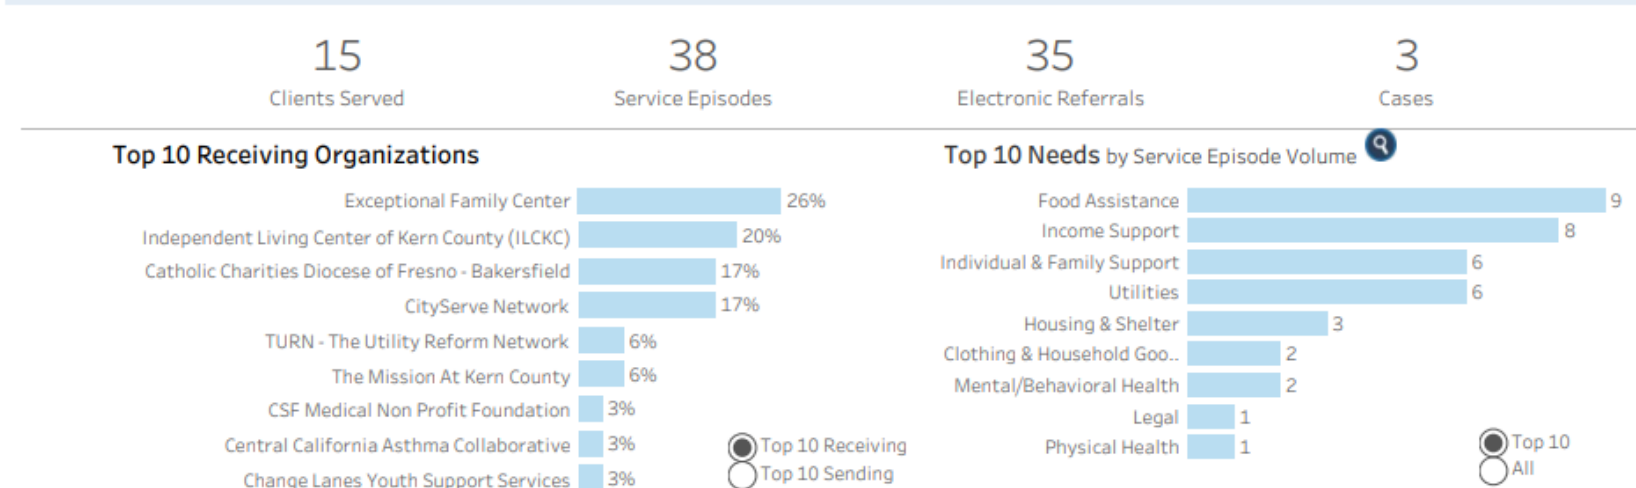 15
Clients Served
38
Service Episodes
35
Electronic Referrals
3
Cases
Top 10 Receiving Organizations
Exceptional Family Center 26%
Independent Living Center of Kern County (ILCKC) 20%
Catholic Charities Diocese of Fresno - Bakersfield 17%
CityServe Network 17%
TURN - The Utility Reform Network 6%
The Mission At Kern County 6%
CSF Medical Non Profit Foundation 3%
Central California Asthma Collaborative 3%
Change Lanes Youth Support Services 3%
Top 10 Receiving
Top 10 Sending
Top 10 Needs by Service Episode Volume
Food Assistance 9
Income Support 8
Individual & Family Support 6
Utilities 6
Housing & Shelter 3
Clothing & Household Goo.. 2
Mental/Behavioral Health 2
Legal 1
Physical Health 1
Top 10
All